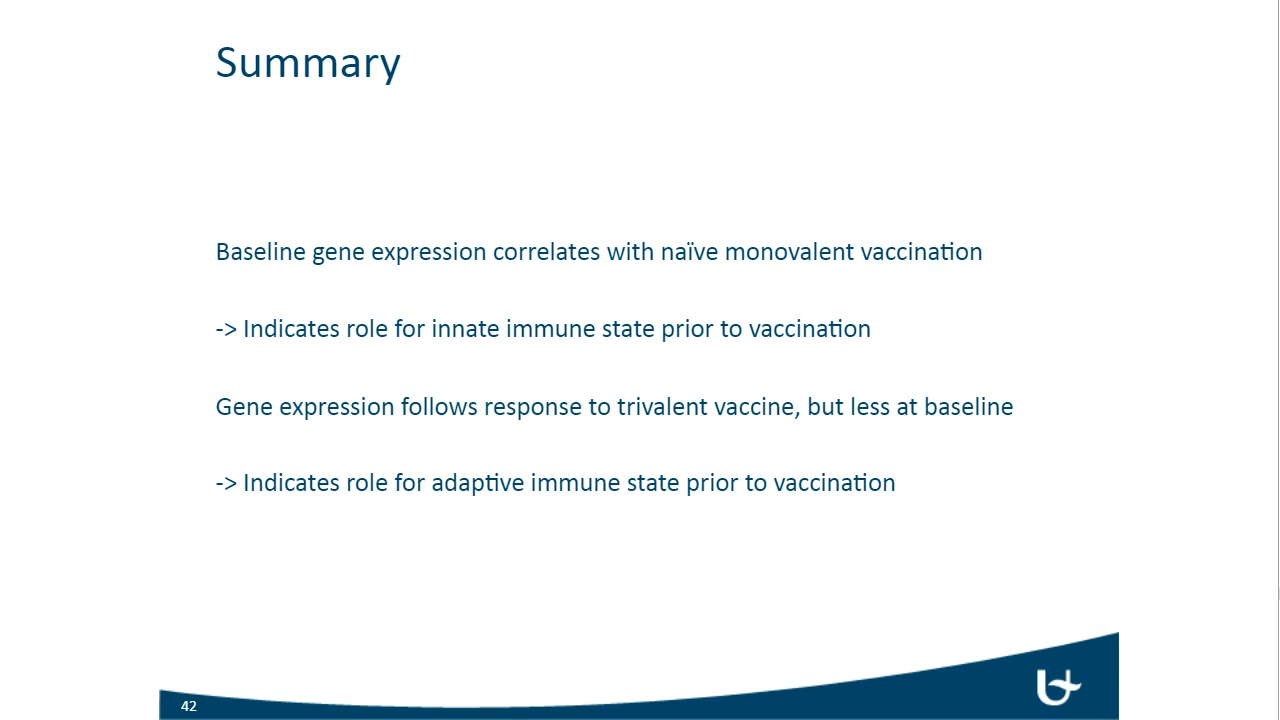 Summary
Baseline gene expression correlates with naïve monovalent vaccination
-> Indicates role for innate immune state prior to vaccination
Gene expression follows response to trivalent vaccine, but less at baseline
-> Indicates role for adaptive immune state prior to vaccination
42